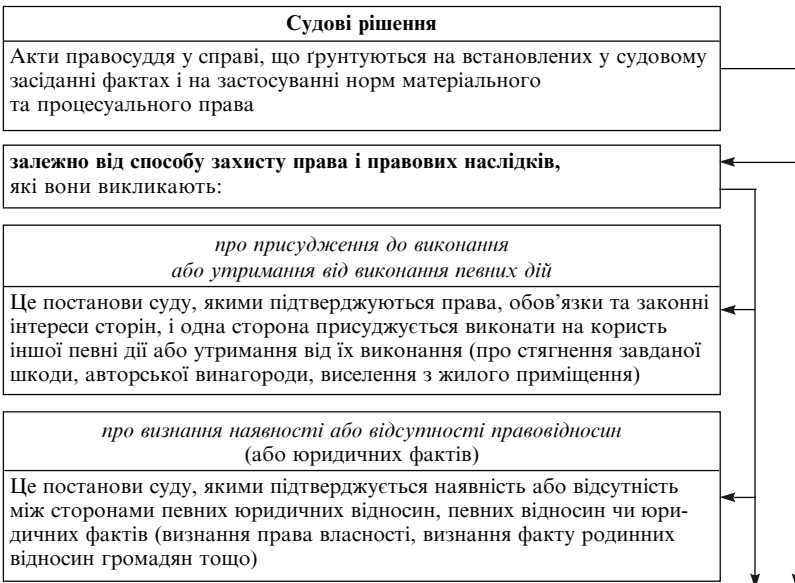 Судові рішення
Акти правосуддя у справі, що ґрунтуються на встановлених у судовому
засіданні фактах і на застосуванні норм матеріального
та процесуального права
залежно від способу захисту права і правових наслідків,
які вони викликають:
про присудження до виконання
або утримання від виконання певних дій
Це постанови суду, якими підтверджуються права, обов’язки та законні
інтереси сторін, і одна сторона присуджується виконати на користь
іншої певні дії або утримання від їх виконання (про стягнення завданої
шкоди, авторської винагороди, виселення з жилого приміщення)
про визнання наявності або відсутності правовідносин
(або юридичних фактів)
Це постанови суду, якими підтверджується наявність або відсутність
між сторонами певних юридичних відносин, певних відносин чи юри-
дичних фактів (визнання права власності, визнання факту родинних
відносин громадян тощо)